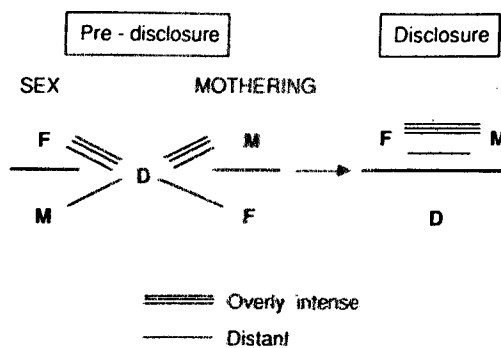 Pre - disclosure
Disclosure
SEX
MOTHERING
F
M
F
M
D
M
F
D
Overly intense
Distant